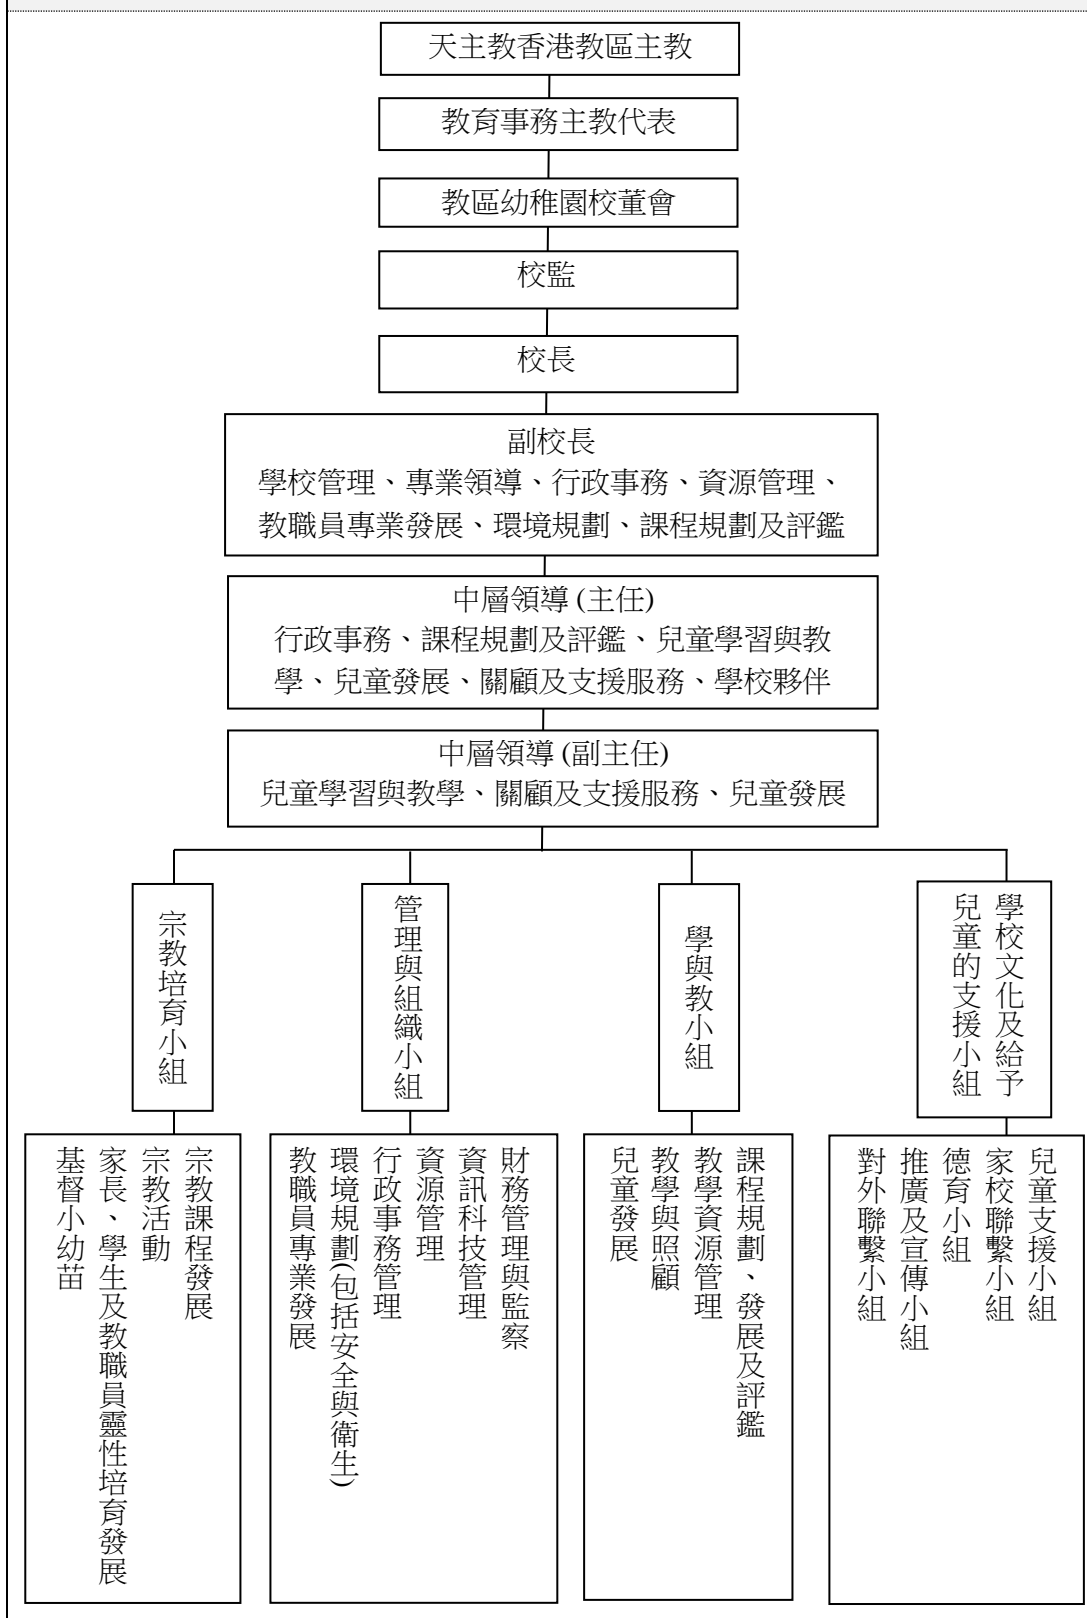 天主教香港教區主教
教育事務主教代表
教區幼稚園校董會
校監
校長
副校長
學校管理、專業領導、行政事務、資源管理、
教職員專業發展、環境規劃、課程規劃及評鑑
中層領導 (主任)
行政事務、課程規劃及評鑑、兒童學習與教
學、兒童發展、關顧及支援服務、學校夥伴
中層領導 (副主任)
兒童學習與教學、關顧及支援服務、兒童發展
宗教培育小組
管理與組織小組
學與教小組
學校文化及給予
兒童的支援小組
宗教課程發展
宗教活動
家長、學生及教職員靈性培育發展
基督小幼苗
財務管理與監察
資訊科技管理
資源管理
行政事務管理
環境規劃(包括安全與衛生)
教職員專業發展
課程規劃、發展及評鑑
教學資源管理
教學與照顧
兒童發展
兒童支援小組
家校聯繫小組
德育小組
推廣及宣傳小組
對外聯繫小組